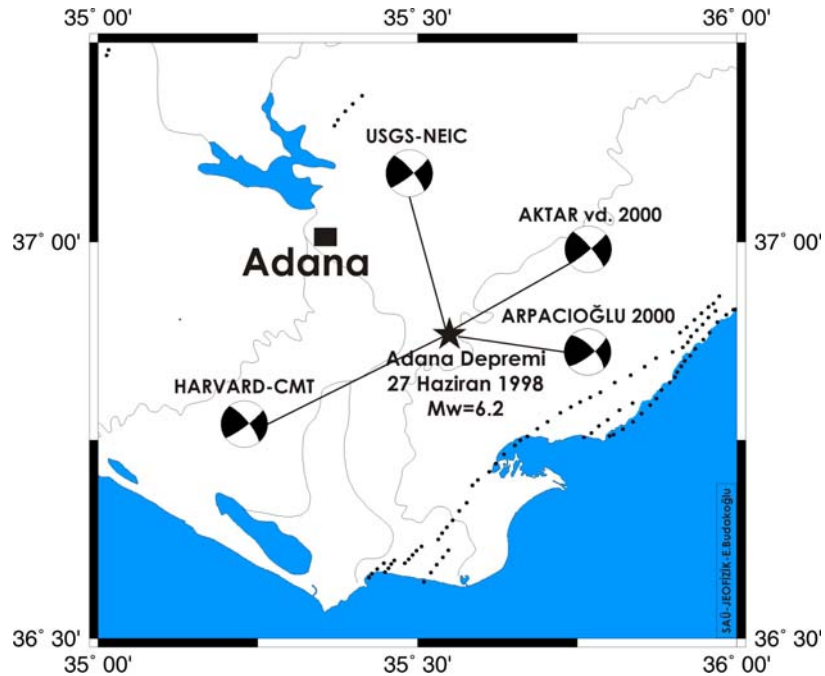 35˚ 00'
35˚ 30'
36˚ 00'
USGS-NEIC
AKTAR vd. 2000
37˚ 00'
37˚ 00'
Adana
ARPACIOĞLU 2000
Adana Depremi
27 Haziran 1998
Mw=6.2
HARVARD-CMT
SAÜ-JEOFİZİK-E.Budakoğlu
36˚ 30'
36˚ 30'
35˚ 00'
35˚ 30'
36˚ 00'